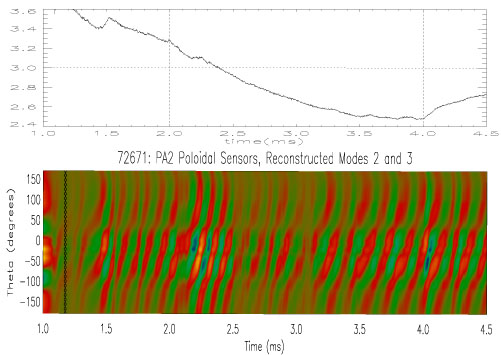 3.6
3.4
3.2
3.0
2.8
2.6
2.4
1.0 1.5 2.0 2.5 3.0 3.5 4.0 4.5
time(ms)
72671: PA2 Poloidal Sensors, Reconstructed Modes 2 and 3
Theta (degrees)
150
100
50
0
-50
-100
-150
1.0 1.5 2.0 2.5 3.0 3.5 4.0 4.5
Time (ms)